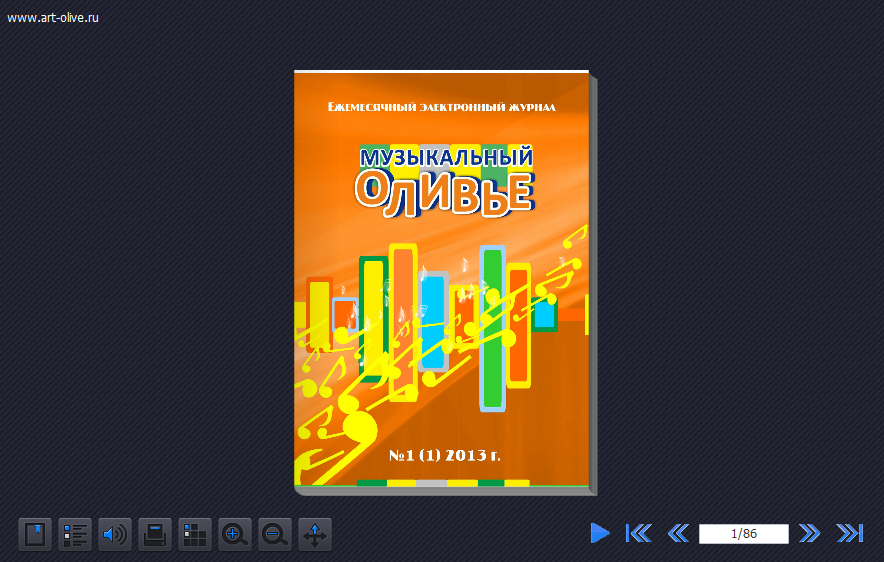 www.art-olive.ru
Ежемесячный электронный журнал
МУЗЫКАЛЬНЫЙ
ОЛИВЬЕ
№1 (1) 2013 г.
1/86